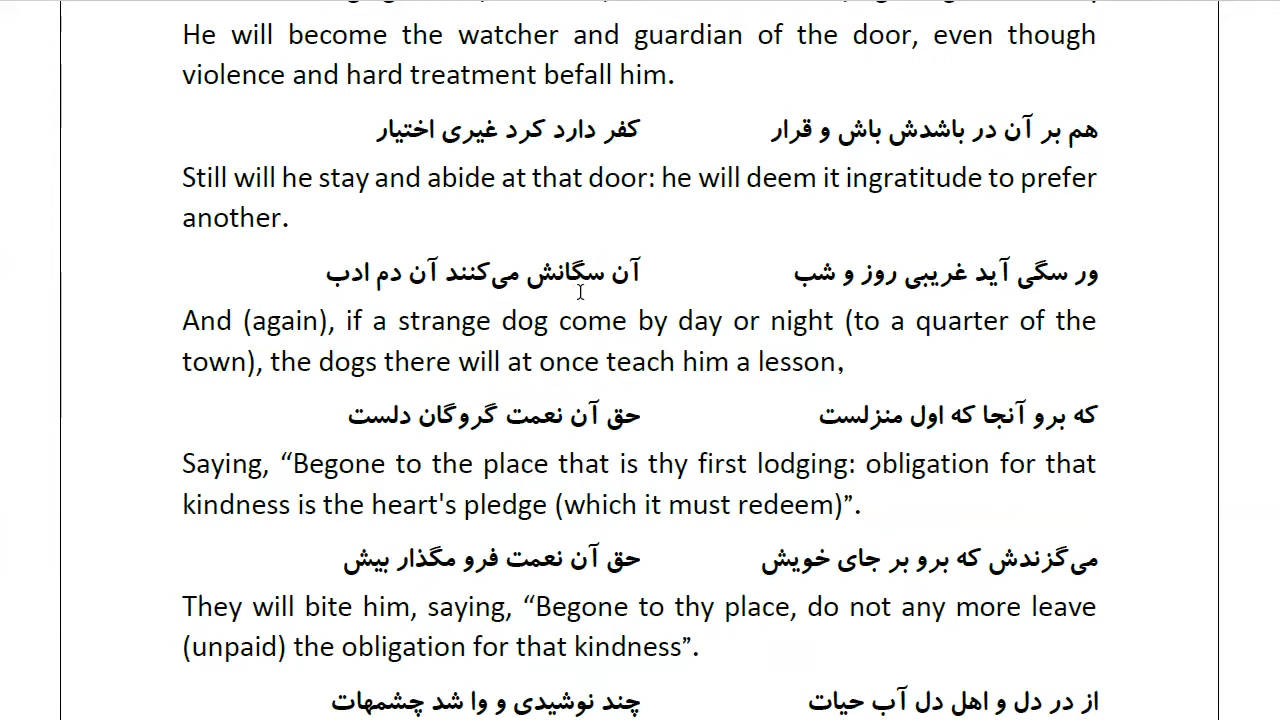 He will become the watcher and guardian of the door, even though
violence and hard treatment befall him.
هم بر آن در باشدش باش و قرار کفر دارد کرد غیری اختیار
Still will he stay and abide at that door: he will deem it ingratitude to prefer
another.
ور سگی آید غریبی روز و شب آن سگانش می‌کنند آن دم ادب
And (again), if a strange dog come by day or night (to a quarter of the
town), the dogs there will at once teach him a lesson,
که برو آنجا که اول منزلست حق آن نعمت گروگان دلست
Saying, “Begone to the place that is thy first lodging: obligation for that
kindness is the heart's pledge (which it must redeem)”.
می‌گزندش که برو بر جای خویش حق آن نعمت فرو مگذار بیش
They will bite him, saying, “Begone to thy place, do not any more leave
(unpaid) the obligation for that kindness”.
از در دل و اهل دل آب حیات چند نوشیدی و وا شد چشمهات